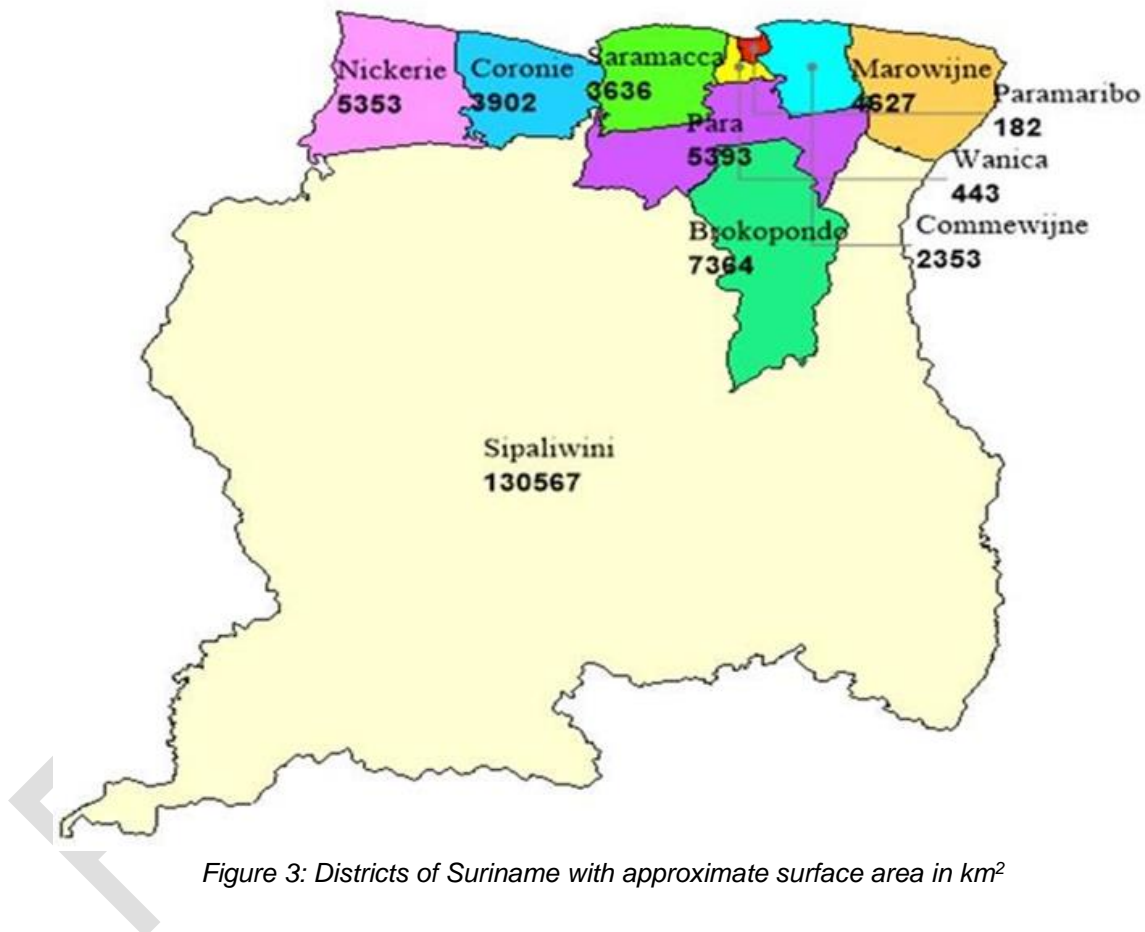 Nickerie
5353
Coronie
3902
Saramacca
3636
Marowijne
4627
Paramaribo
182
Para
5393
Wanica
443
Brokopondo
7364
Commewijne
2353
Sipaliwini
130567
Figure 3: Districts of Suriname with approximate surface area in km²